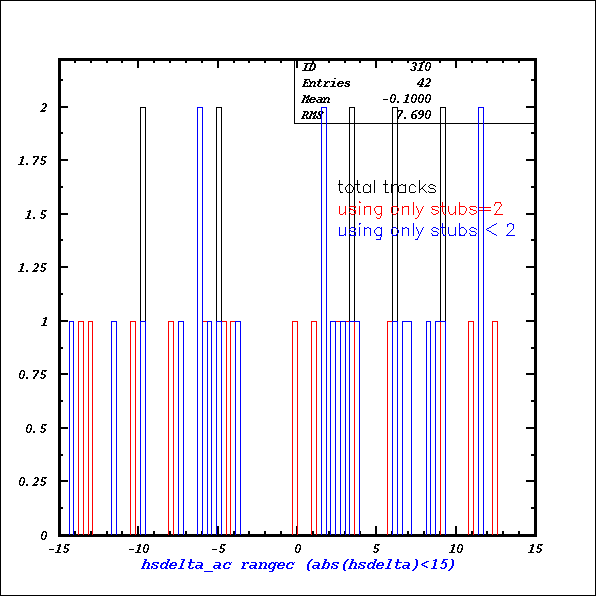 ID 310
Entries 42
Mean -0.1000
RMS 7.690
total tracks
using only stubs=2
using only stubs < 2
2
1.75
1.5
1.25
1
0.75
0.5
0.25
0
-15 -10 -5 0 5 10 15
hsdelta_ac rangec (abs(hsdelta)<15)